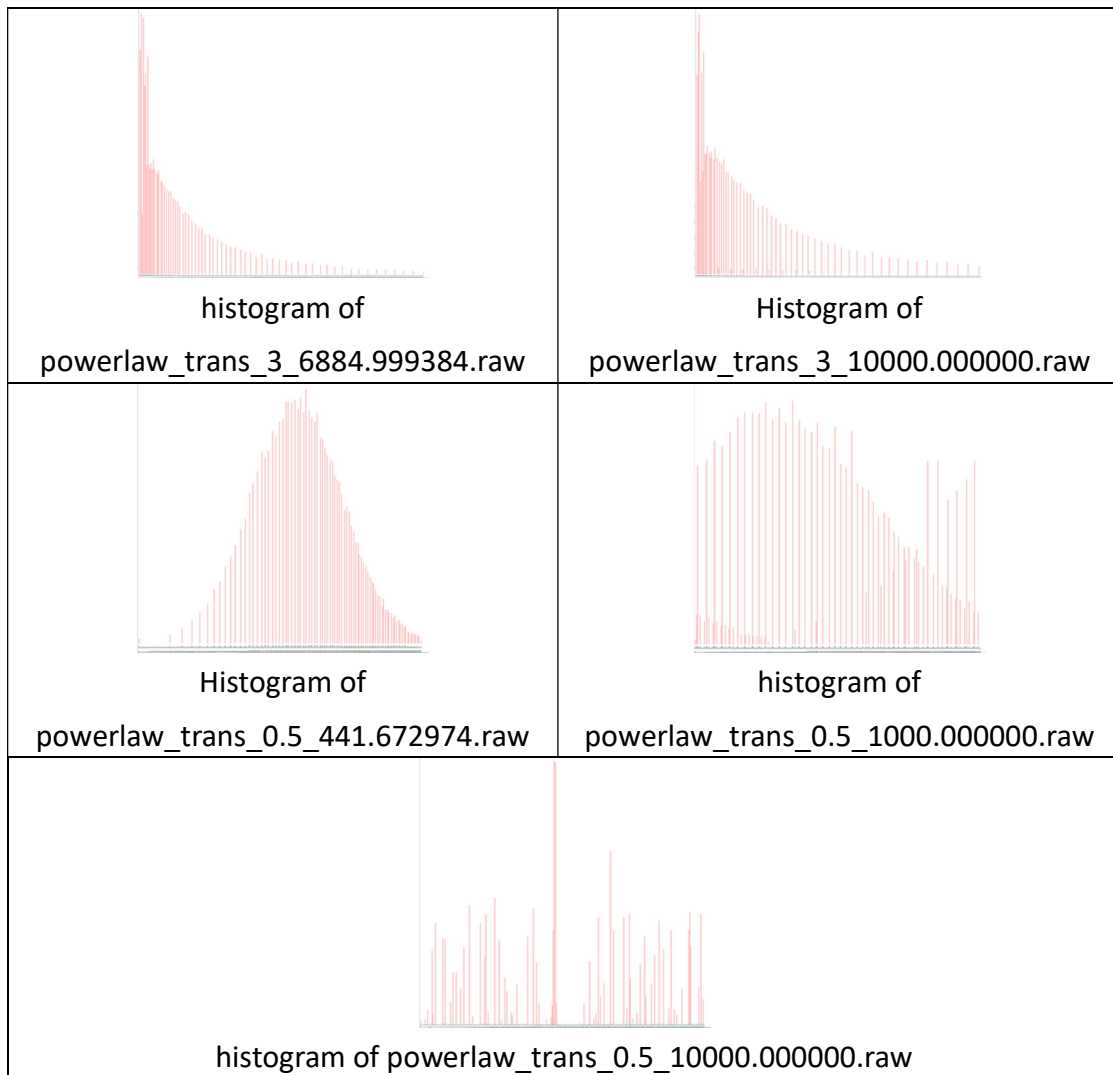 histogram of
powerlaw_trans_3_6884.999384.raw
Histogram of
powerlaw_trans_3_10000.000000.raw
Histogram of
powerlaw_trans_0.5_441.672974.raw
histogram of
powerlaw_trans_0.5_1000.000000.raw
histogram of powerlaw_trans_0.5_10000.000000.raw